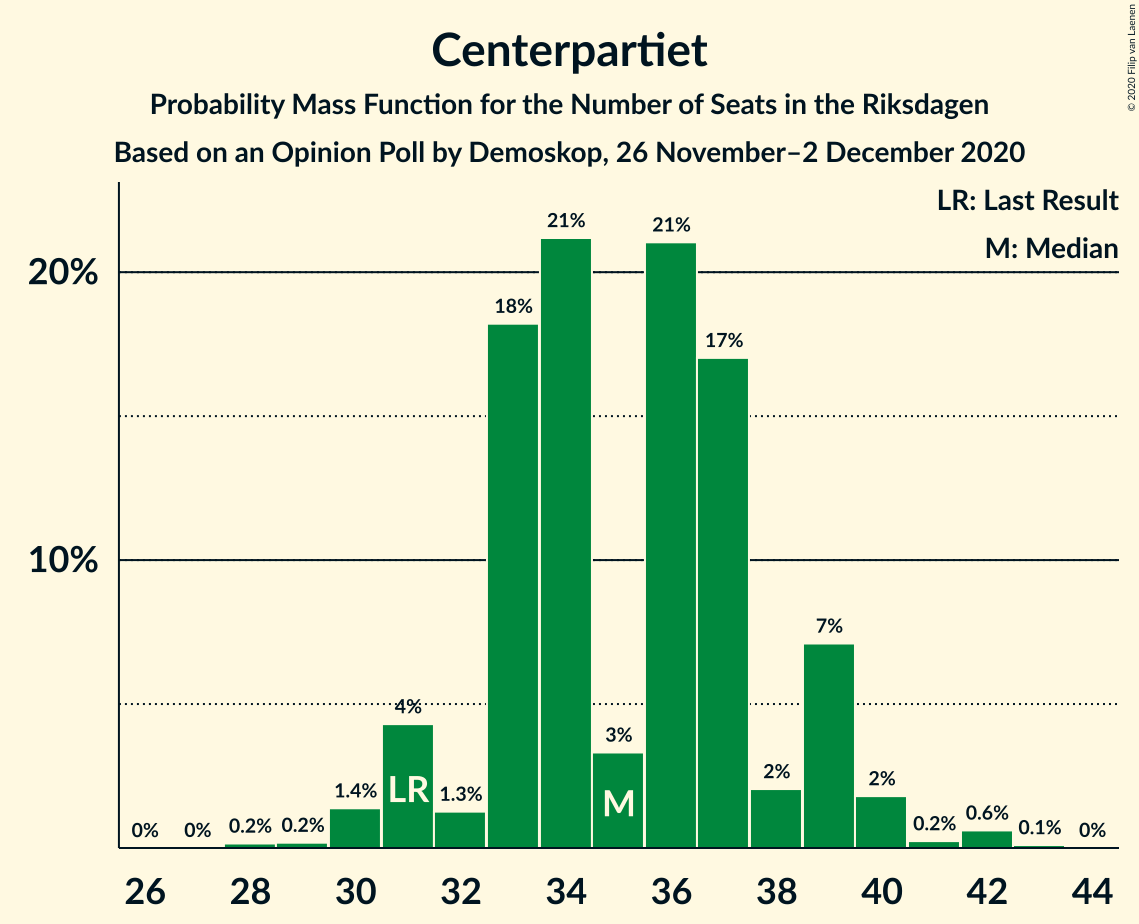 Centerpartiet
Probability Mass Function for the Number of Seats in the Riksdagen
Based on an Opinion Poll by Demoskop, 26 November–2 December 2020
© 2020 Filip van Laenen
LR: Last Result
M: Median
20%
10%
0%
0%
0.2%
0.2%
1.4%
4%
1.3%
18%
21%
3%
21%
17%
2%
7%
2%
0.2%
0.6%
0.1%
0%
LR
M
26 28 30 32 34 36 38 40 42 44